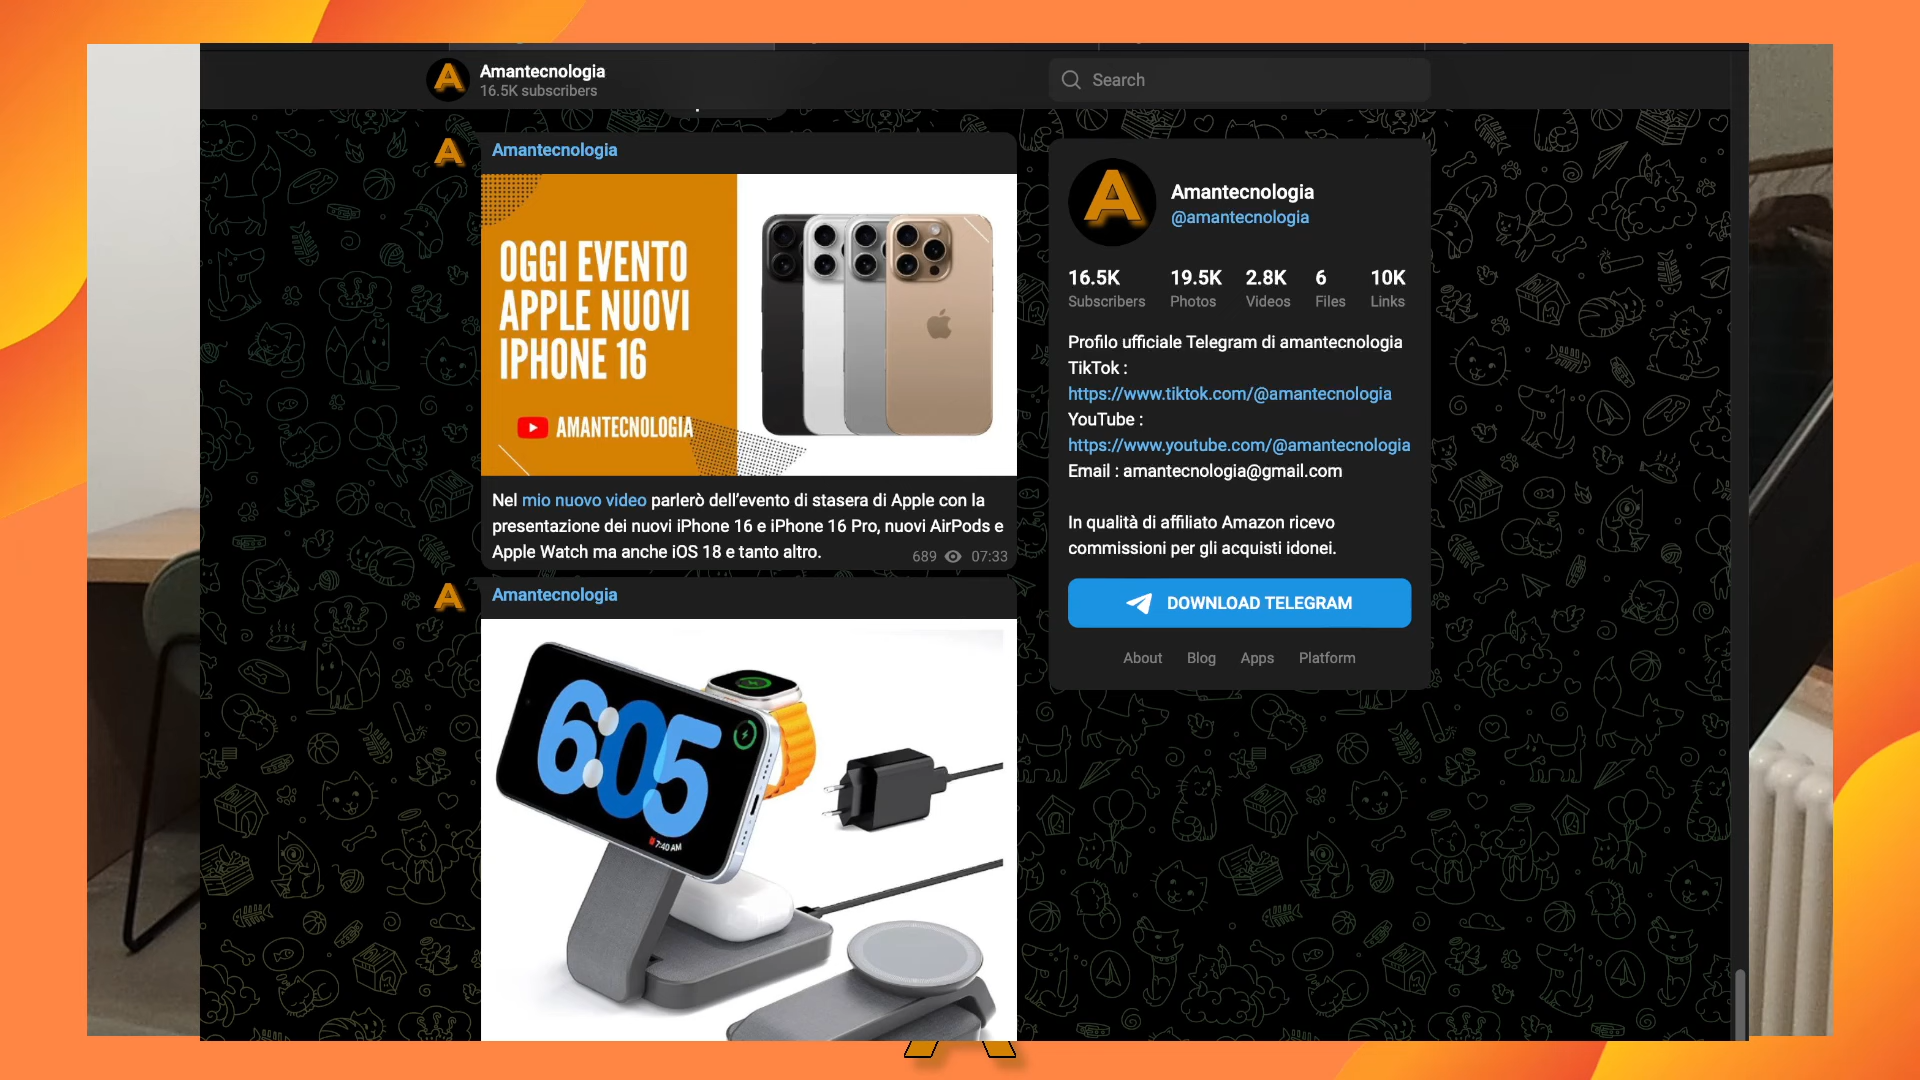 Amantecnologia
16.5K subscribers
Search
Amantecnologia
OGGI EVENTO
APPLE NUOVI
IPHONE 16
AMANTECNOLOGIA
Nel mio nuovo video parlerò dell’evento di stasera di Apple con la
presentazione dei nuovi iPhone 16 e iPhone 16 Pro, nuovi AirPods e
Apple Watch ma anche iOS 18 e tanto altro.
689 07:33
Amantecnologia
6:05
7:40 AM
Amantecnologia
@amantecnologia
16.5K 19.5K 2.8K 6 10K
Subscribers Photos Videos Files Links
Profilo ufficiale Telegram di amantecnologia
TikTok :
https://www.tiktok.com/@amantecnologia
YouTube :
https://www.youtube.com/@amantecnologia
Email : amantecnologia@gmail.com
In qualità di affiliato Amazon ricevo
commissioni per gli acquisti idonei.
DOWNLOAD TELEGRAM
About Blog Apps Platform